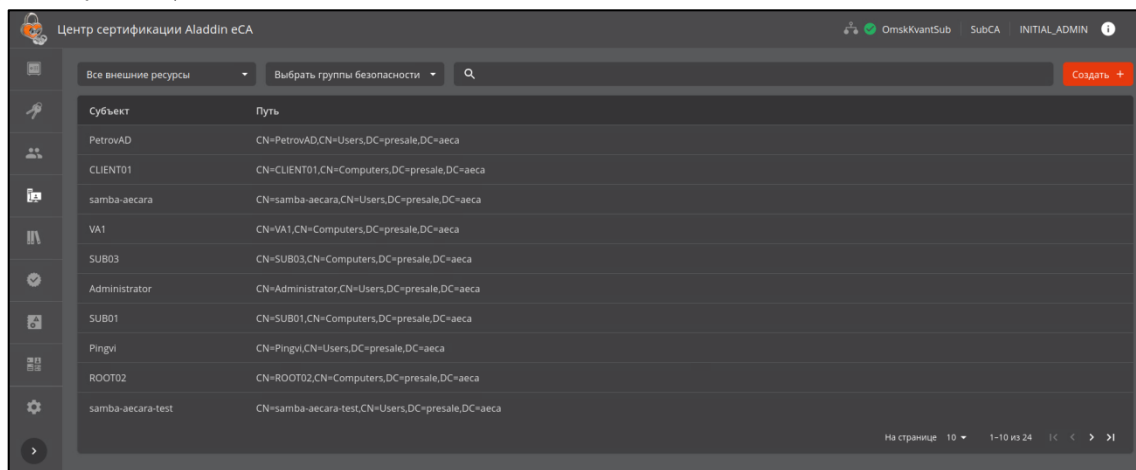 Центр сертификации Aladdin eCA OmskKvantSub SubCA INITIAL_ADMIN
Все внешние ресурсы Выбрать группы безопасности Создать +
Субъект Путь
PetrovAD CN=PetrovAD,CN=Users,DC=presale,DC=aeca
CLIENT01 CN=CLIENT01,CN=Computers,DC=presale,DC=aeca
samba-aecara CN=samba-aecara,CN=Users,DC=presale,DC=aeca
VA1 CN=VA1,CN=Computers,DC=presale,DC=aeca
SUB03 CN=SUB03,CN=Computers,DC=presale,DC=aeca
Administrator CN=Administrator,CN=Users,DC=presale,DC=aeca
SUB01 CN=SUB01,CN=Computers,DC=presale,DC=aeca
Pingvi CN=Pingvi,CN=Users,DC=presale,DC=aeca
ROOT02 CN=ROOT02,CN=Computers,DC=presale,DC=aeca
samba-aecara-test CN=samba-aecara-test,CN=Users,DC=presale,DC=aeca
На странице 10 1–10 из 24